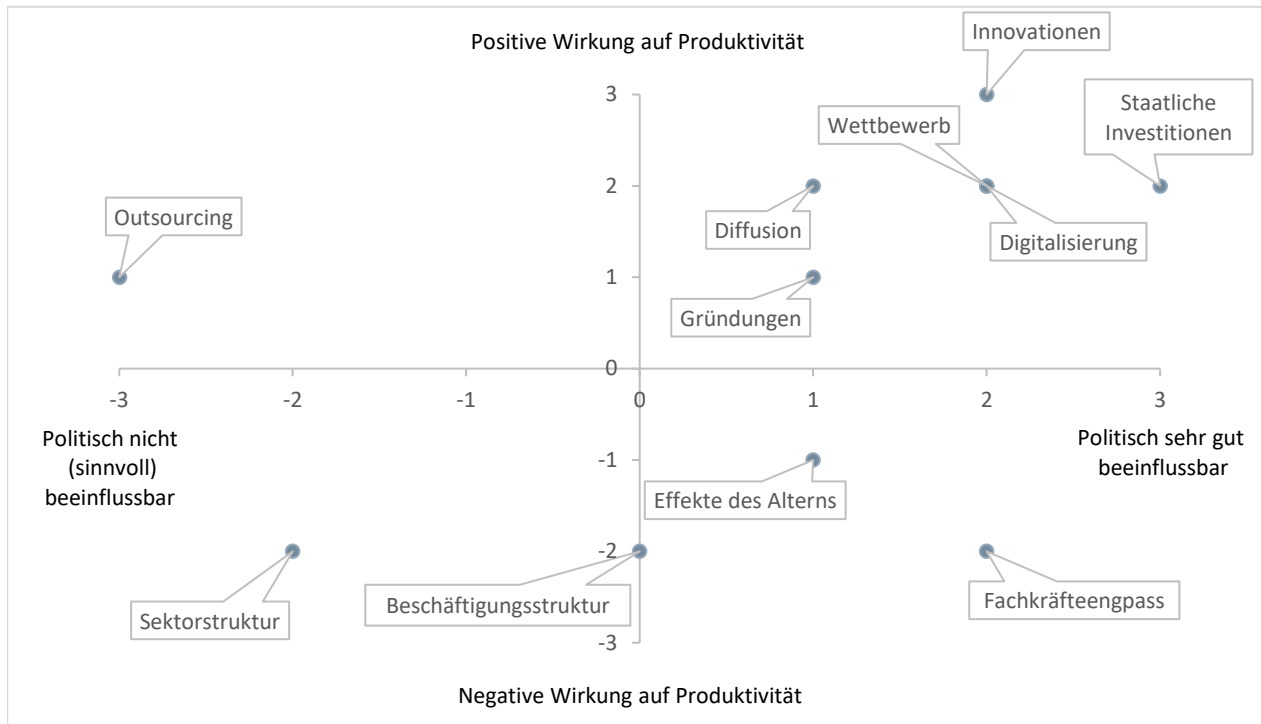 Positive Wirkung auf Produktivität
Innovationen
3
Wettbewerb
Staatliche
Investitionen
2
Outsourcing
Diffusion
Digitalisierung
1
Gründungen
0
-3
-2
-1
0
1
2
3
Politisch nicht
(sinnvoll)
beeinflussbar
Politisch sehr gut
beeinflussbar
-1
Effekte des Alterns
-2
Sektorstruktur
Beschäftigungsstruktur
Fachkräfteengpass
-3
Negative Wirkung auf Produktivität